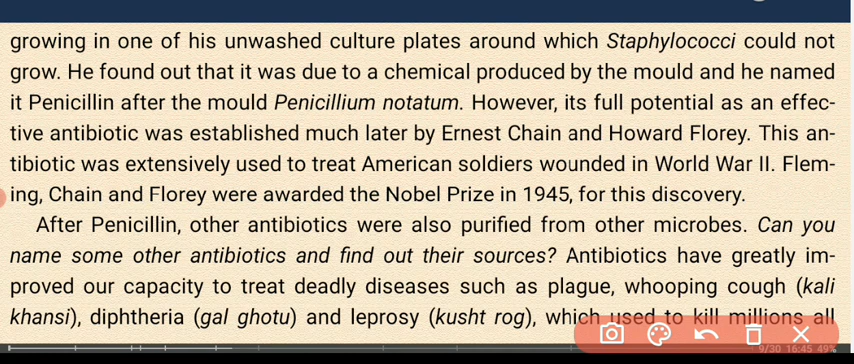 growing in one of his unwashed culture plates around which Staphylococci could not
grow. He found out that it was due to a chemical produced by the mould and he named
it Penicillin after the mould Penicillium notatum. However, its full potential as an effec-
tive antibiotic was established much later by Ernest Chain and Howard Florey. This an-
tibiotic was extensively used to treat American soldiers wounded in World War II. Flem-
ing, Chain and Florey were awarded the Nobel Prize in 1945, for this discovery.
After Penicillin, other antibiotics were also purified from other microbes. Can you
name some other antibiotics and find out their sources? Antibiotics have greatly im-
proved our capacity to treat deadly diseases such as plague, whooping cough (kali
khansi), diphtheria (gal ghotu) and leprosy (kusht rog), which used to kill millions all
9/30 16:45 49%